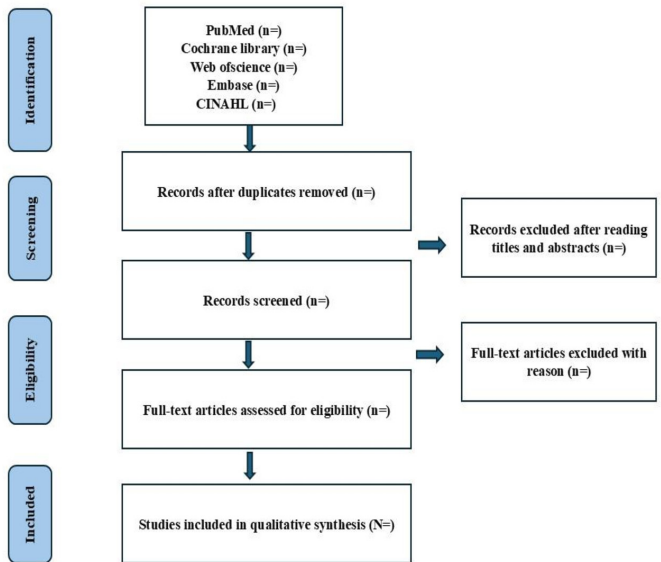 Identification
PubMed (n=)
Cochrane library (n=)
Web ofscience (n=)
Embase (n=)
CINAHL (n=)
Records after duplicates removed (n=)
Screening
Records excluded after reading
titles and abstracts (n=)
Records screened (n=)
Eligibility
Full-text articles excluded with
reason (n=)
Full-text articles assessed for eligibility (n=)
Included
Studies included in qualitative synthesis (N=)